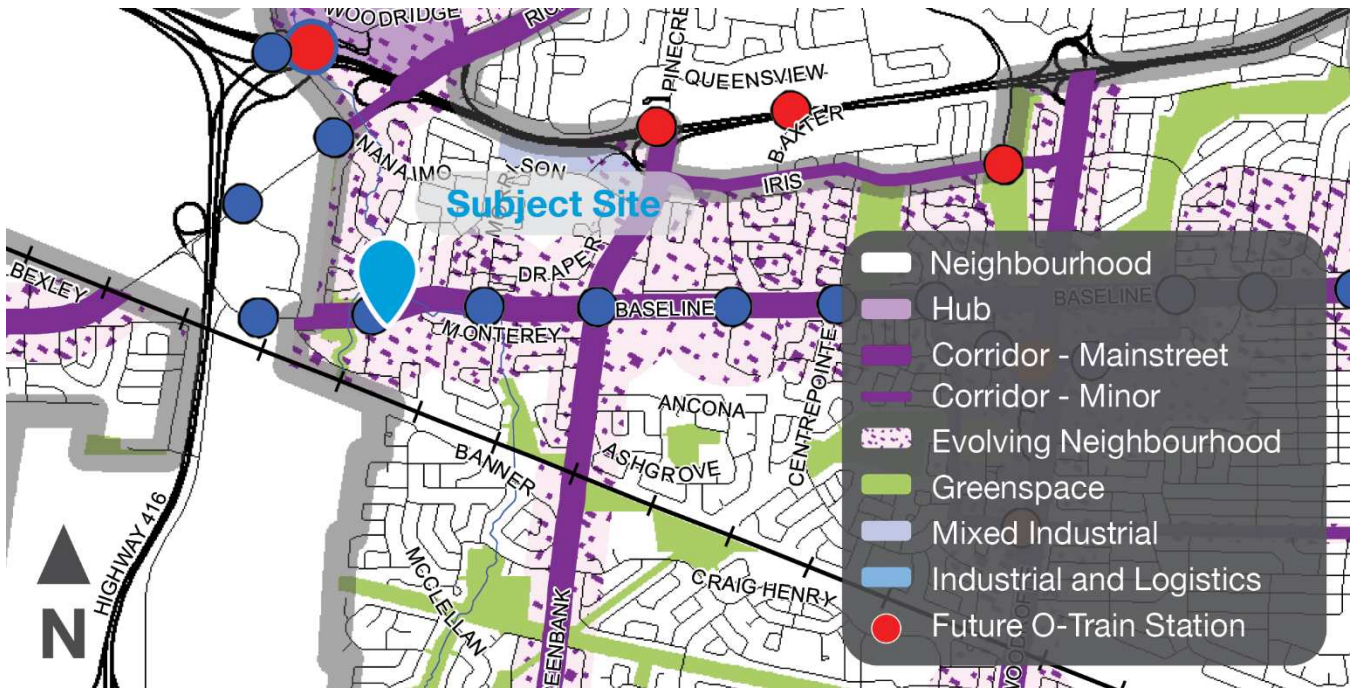 WOODRIDGE
PINECRE
QUEENSVIEW
BAXTER
NANAIMO
IRIS
Subject Site
DRAPER
BEXLEY
BASELINE
BASELINE
MONTEREY
CENTREPOINTE
ANCONA
ASHGROVE
BANNER
HIGHWAY 416
MCCLELLAN
CRAIG HENRY
REENBANK
N
Neighbourhood
Hub
Corridor - Mainstreet
Corridor - Minor
Evolving Neighbourhood
Greenspace
Mixed Industrial
Industrial and Logistics
Future O-Train Station